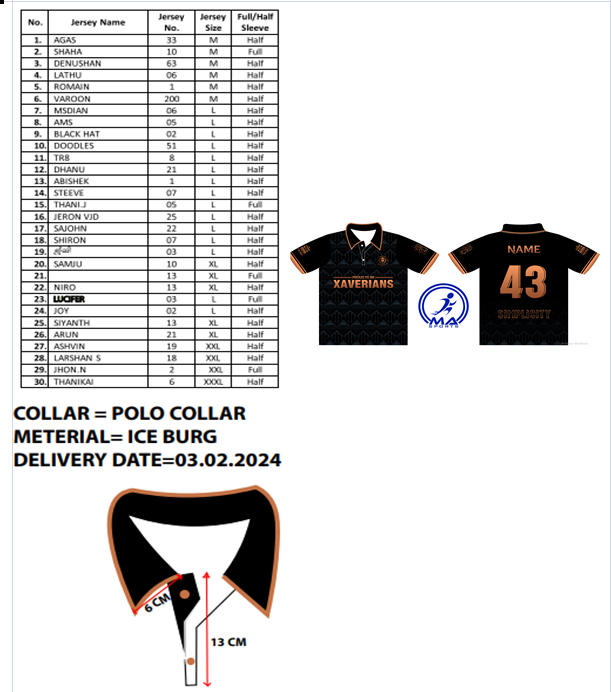 No. Jersey Name Jersey No. Jersey Size Full/Half Sleeve
1. AGAS 33 M Half
2. SHAHA 10 M Full
3. DENUSHAN 63 M Half
4. LATHU 06 M Half
5. ROMAIN 1 M Half
6. VAROON 200 M Half
7. MSDIAN 06 L Half
8. AMS 05 L Half
9. BLACK HAT 02 L Half
10. DOODLES 51 L Half
11. TR8 8 L Half
12. DHANU 21 L Half
13. ABISHEK 1 L Half
14. STEEVE 07 L Half
15. THANI.J 05 L Full
16. JERON VJD 25 L Half
17. SAJOHN 22 L Half
18. SHIRON 07 L Half
19. 03 L Half
20. SAMJU 10 XL Half
21. 13 XL Full
22. NIRO 13 XL Half
23. LUCIFER 03 L Full
24. JOY 02 L Half
25. SIYANTH 13 XL Half
26. ARUN 21 XL Half
27. ASHVIN 19 XXL Half
28. LARSHAN S 18 XXL Half
29. JHON.N 2 XXL Full
30. THANIKAI 6 XXXL Half
XAVERIANS
MA
SPORTS
NAME
43
SIMPLICITY
COLLAR = POLO COLLAR
METERIAL= ICE BURG
DELIVERY DATE=03.02.2024
6 CM
13 CM